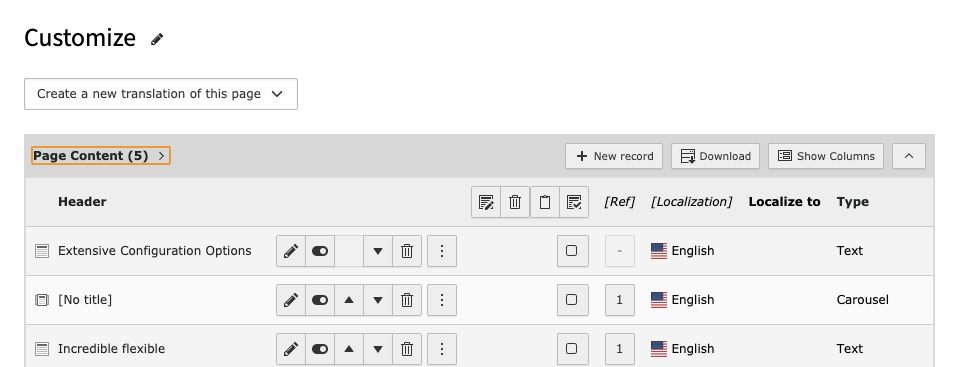 Customize
Create a new translation of this page
Page Content (5)
New record
Download
Show Columns
Header [Ref] [Localization] Localize to Type
Extensive Configuration Options - English Text
[No title] 1 English Carousel
Incredible flexible 1 English Text